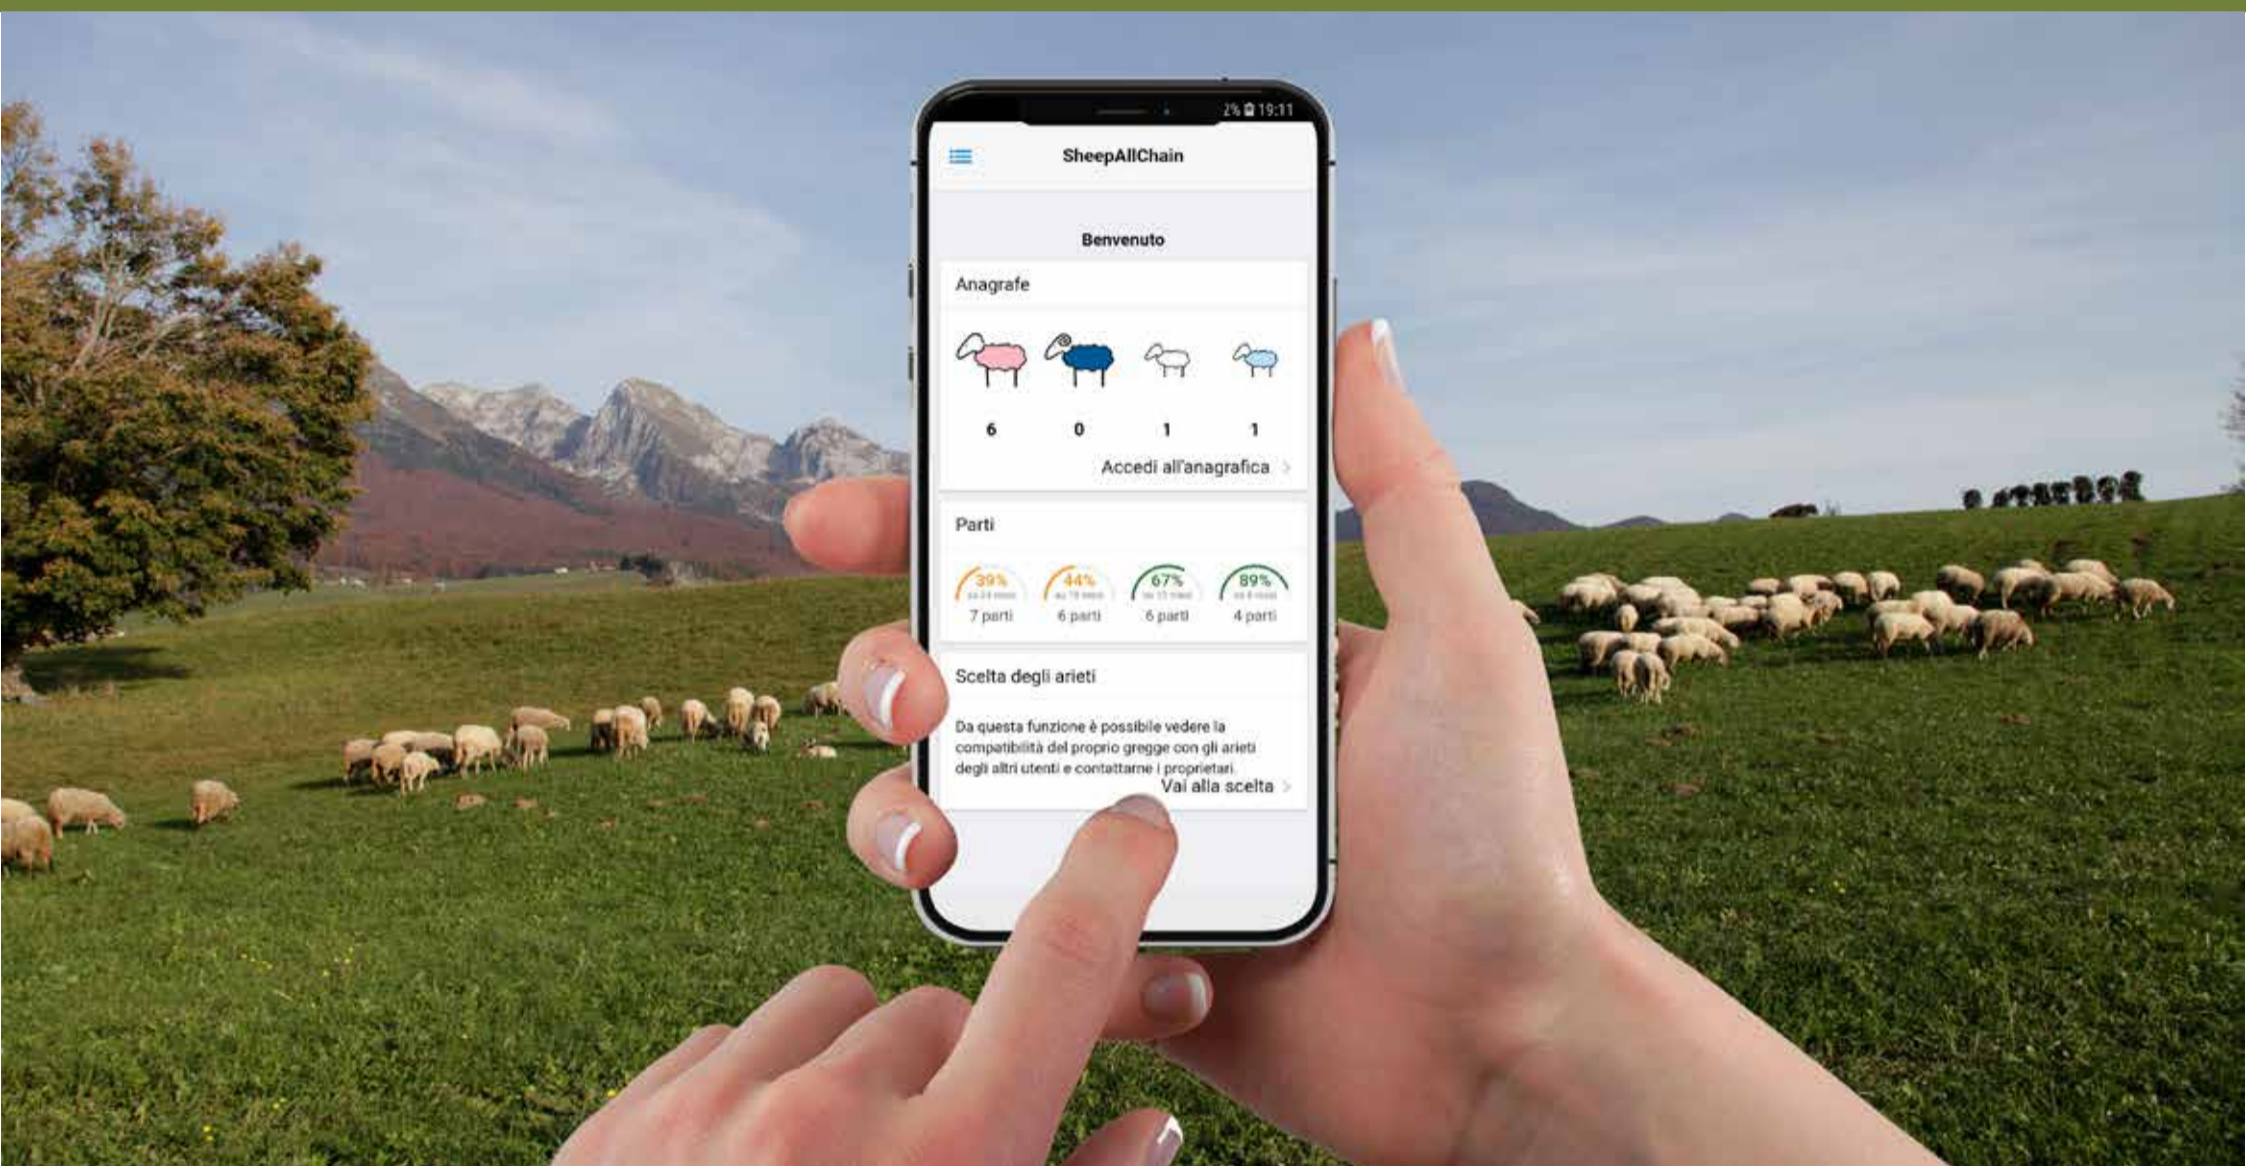 2% 19:11
SheepAllChain
Benvenuto
Anagrafe
6 0 1 1
Accedi all'anagrafica >
Parti
39% 44% 67% 89%
7 parti 6 parti 6 parti 4 parti
Scelta degli arieti
Da questa funzione è possibile vedere la
compatibilità del proprio gregge con gli arieti
degli altri utenti e contattarne i proprietari.
Vai alla scelta >